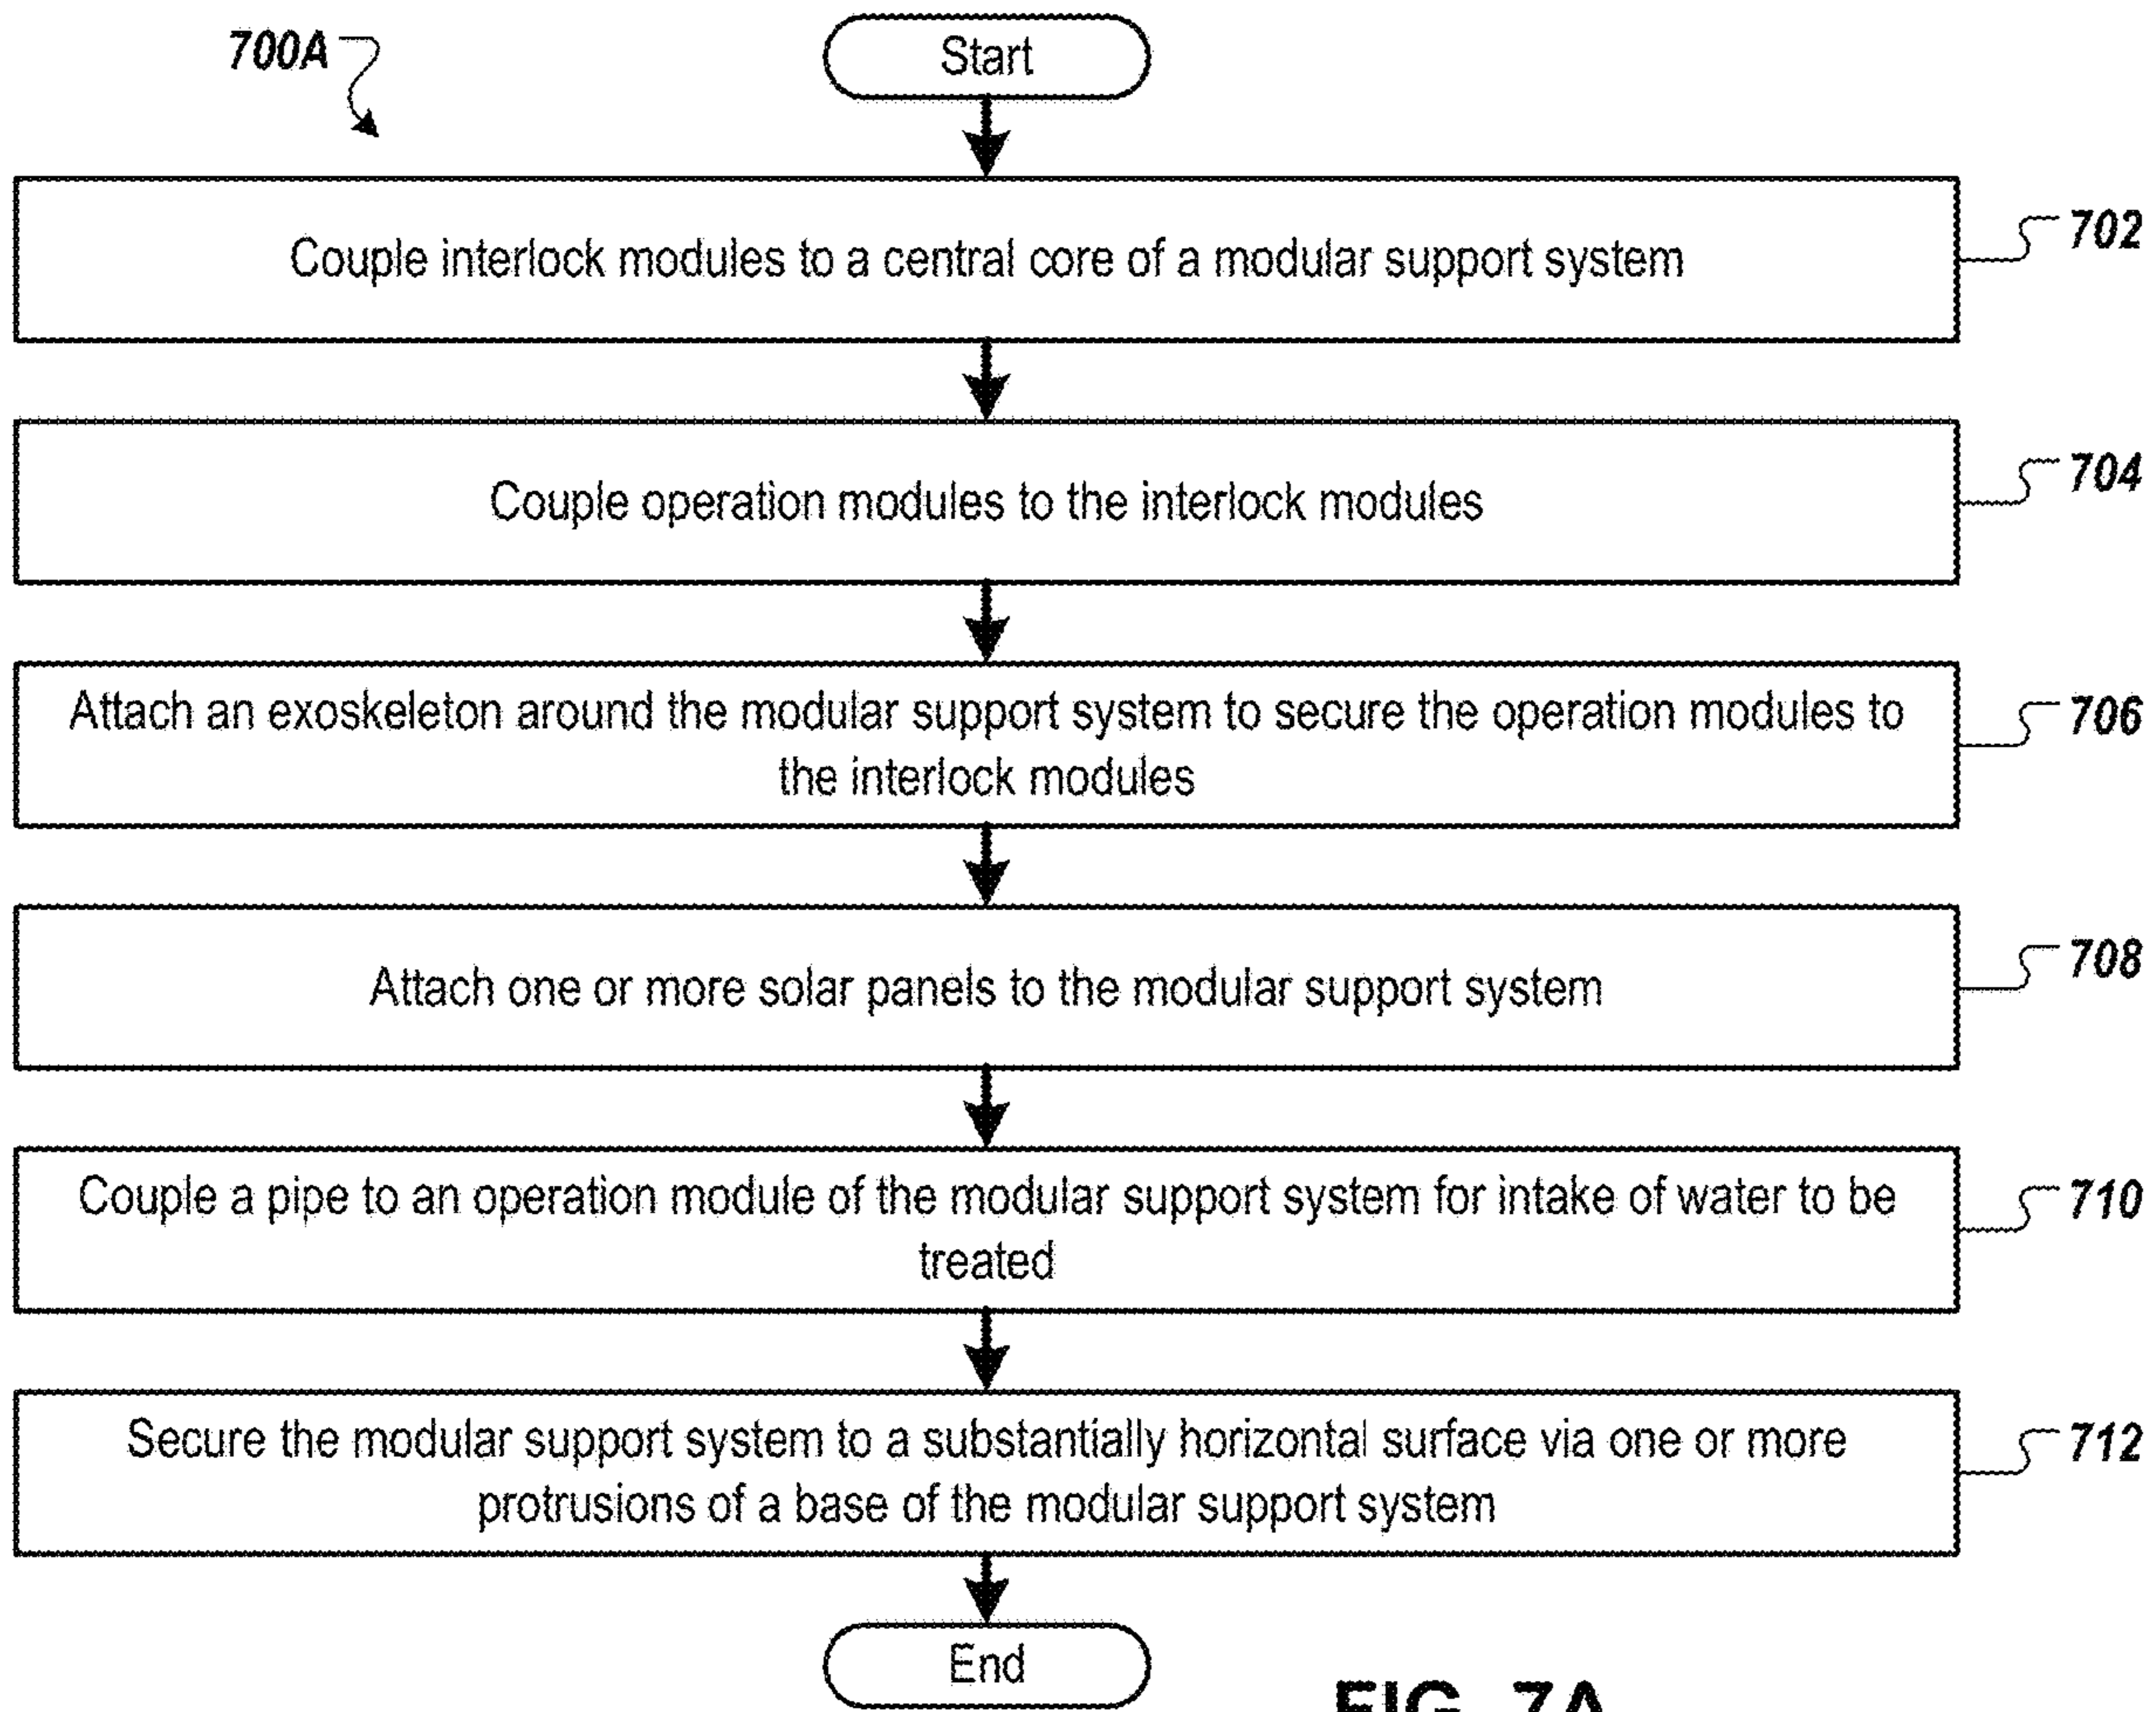 700A
Start
Couple interlock modules to a central core of a modular support system
702
Couple operation modules to the interlock modules
704
Attach an exoskeleton around the modular support system to secure the operation modules to
the interlock modules
706
Attach one or more solar panels to the modular support system
708
Couple a pipe to an operation module of the modular support system for intake of water to be
treated
710
Secure the modular support system to a substantially horizontal surface via one or more
protrusions of a base of the modular support system
712
End
FIG. 7A